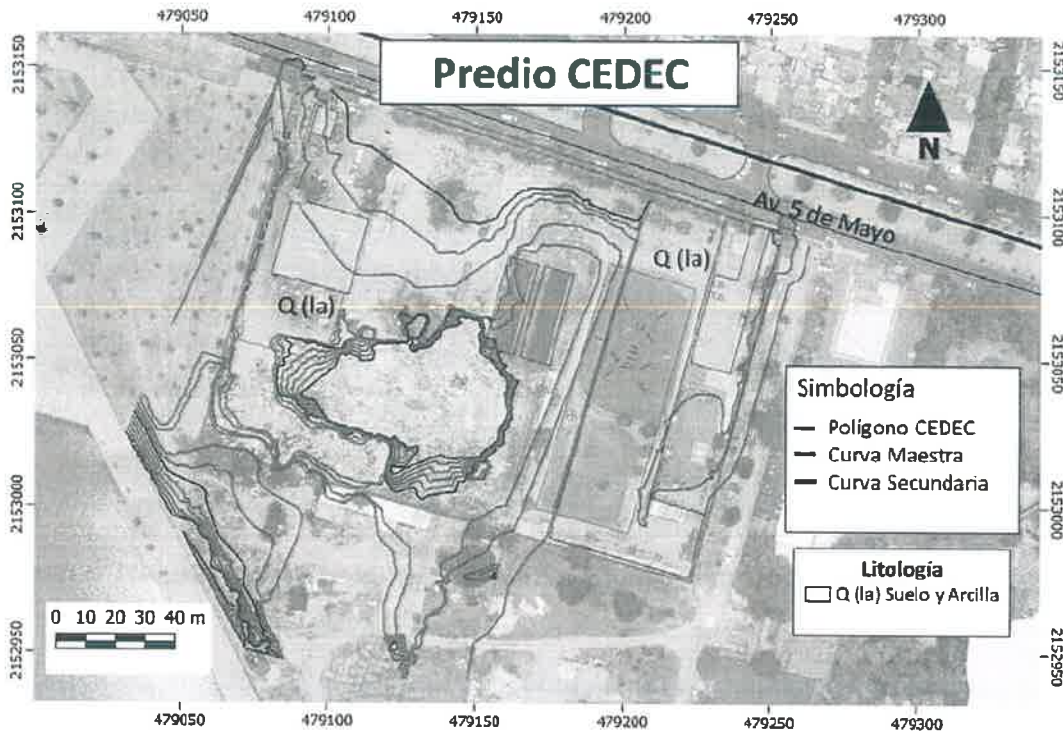 479050 479100 479150 479200 479250 479300
2153150 2153150
Predio CEDEC
N
2153100 2153100
Av. 5 de Mayo
Q (la)
Q (la)
2153050 2153050
Simbología
Polígono CEDEC
Curva Maestra
Curva Secundaria
2153000 2153000
Litología
Q (la) Suelo y Arcilla
0 10 20 30 40 m
2152950 2152950
479050 479100 479150 479200 479250 479300